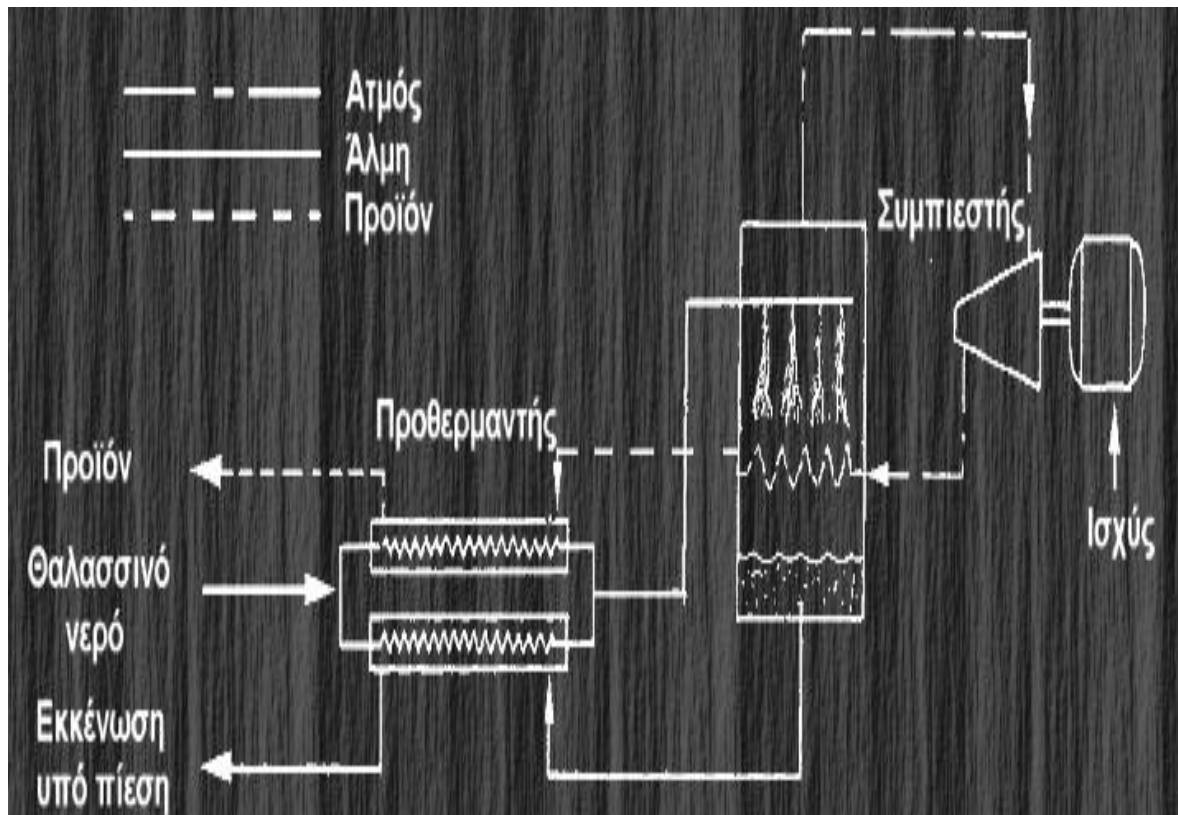 Ατμός
Άλμη
Προϊόν
Συμπιεστής
Προθερμαντής
Προϊόν
Θαλασσινό
νερό
Ισχύς
Εκκένωση
υπό πίεση